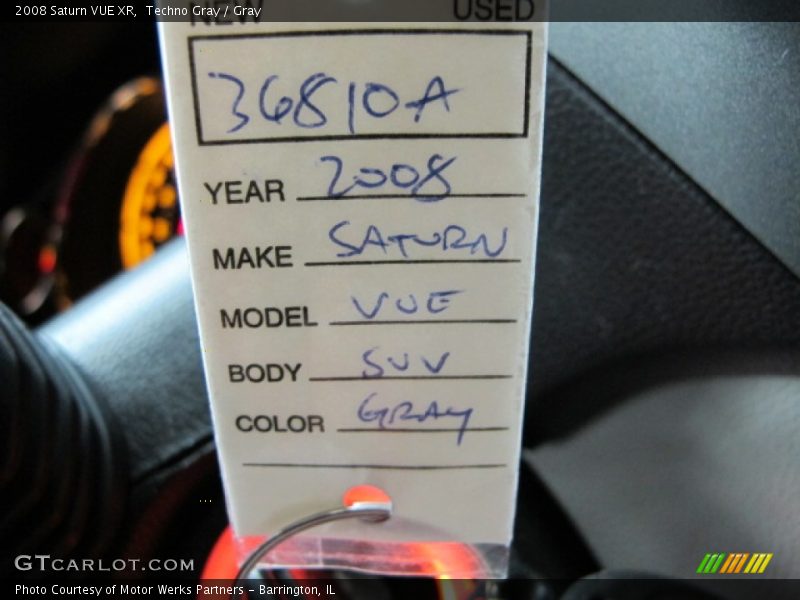 2008 Saturn VUE XR, Techno Gray / Gray
NEW USED
36810A
YEAR 2008
MAKE SATURN
MODEL VUE
BODY SUV
COLOR GRAY
GTCARLOT.COM
Photo Courtesy of Motor Werks Partners - Barrington, IL